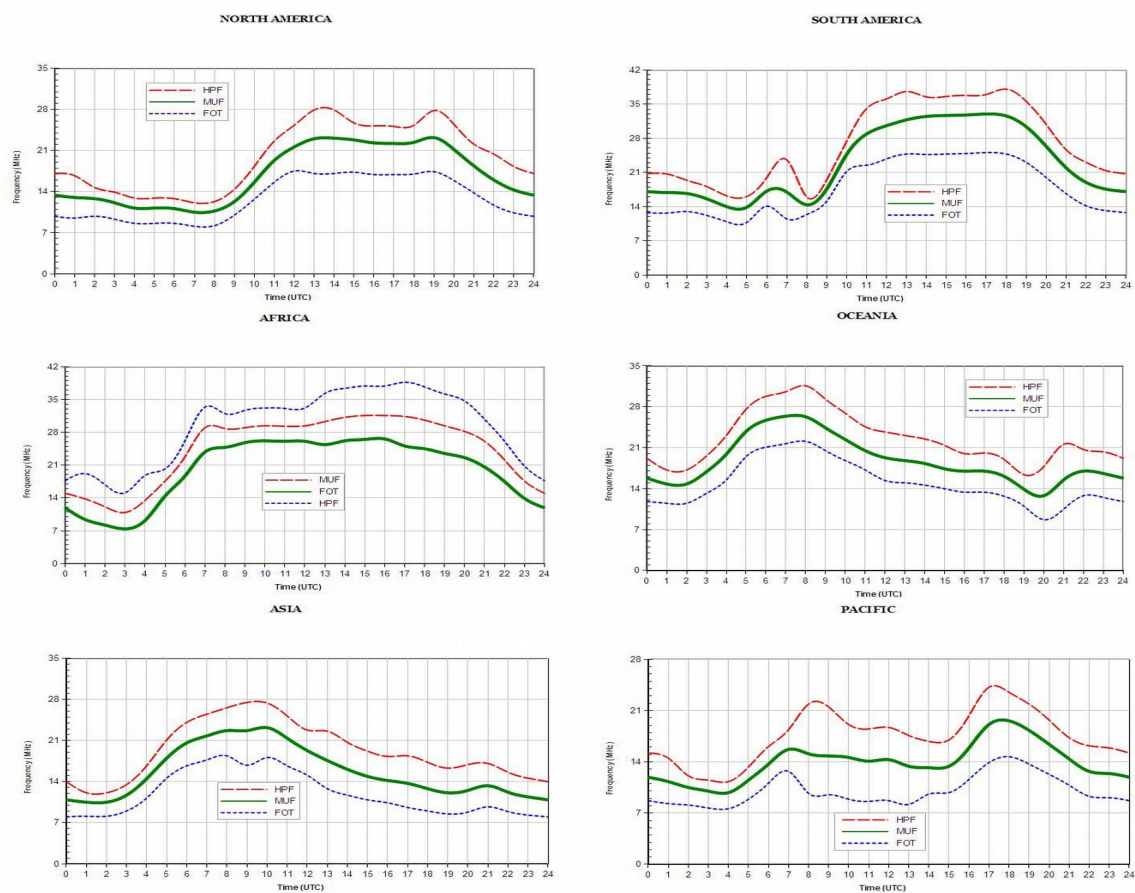 NORTH AMERICA
35
28
21
14
7
0
Frequency (MHz)
HPF
MUF
FOT
0 1 2 3 4 5 6 7 8 9 10 11 12 13 14 15 16 17 18 19 20 21 22 23 24
Time (UTC)
SOUTH AMERICA
42
35
28
21
14
7
0
Frequency (MHz)
HPF
MUF
FOT
0 1 2 3 4 5 6 7 8 9 10 11 12 13 14 15 16 17 18 19 20 21 22 23 24
Time (UTC)
AFRICA
42
35
28
21
14
7
0
Frequency (MHz)
MUF
FOT
HPF
0 1 2 3 4 5 6 7 8 9 10 11 12 13 14 15 16 17 18 19 20 21 22 23 24
Time (UTC)
OCEANIA
35
28
21
14
7
0
Frequency (MHz)
HPF
MUF
FOT
0 1 2 3 4 5 6 7 8 9 10 11 12 13 14 15 16 17 18 19 20 21 22 23 24
Time (UTC)
ASIA
35
28
21
14
7
0
Frequency (MHz)
HPF
MUF
FOT
0 1 2 3 4 5 6 7 8 9 10 11 12 13 14 15 16 17 18 19 20 21 22 23 24
Time (UTC)
PACIFIC
28
21
14
7
0
Frequency (MHz)
HPF
MUF
FOT
0 1 2 3 4 5 6 7 8 9 10 11 12 13 14 15 16 17 18 19 20 21 22 23 24
Time (UTC)